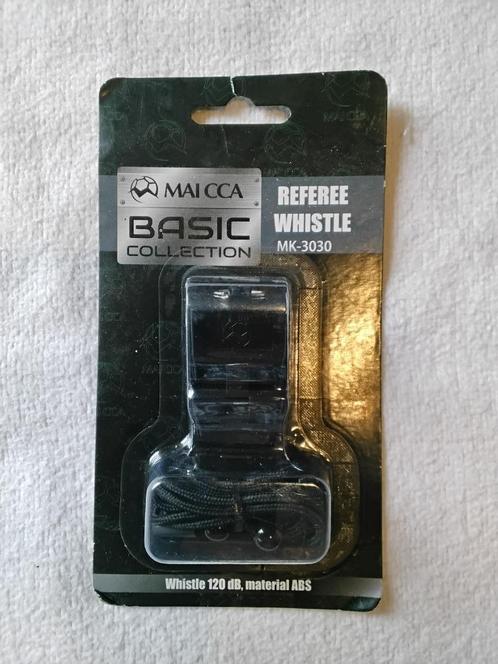 MAI CCA
BASIC
COLLECTION
REFEREE
WHISTLE
MK-3030
Whistle 120 dB, material ABS